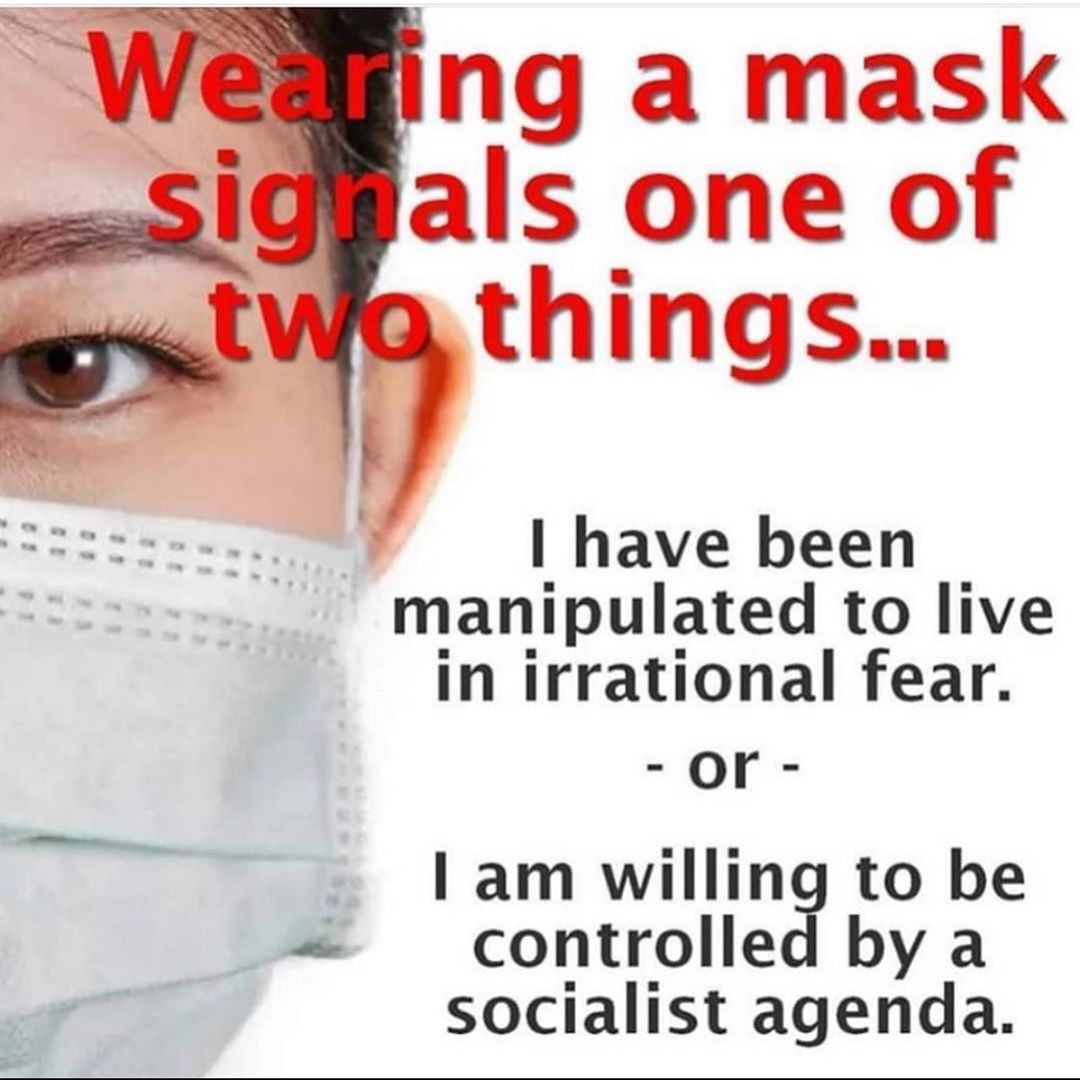 Wearing a mask
signals one of
two things...
I have been
manipulated to live
in irrational fear.
- or -
I am willing to be
controlled by a
socialist agenda.